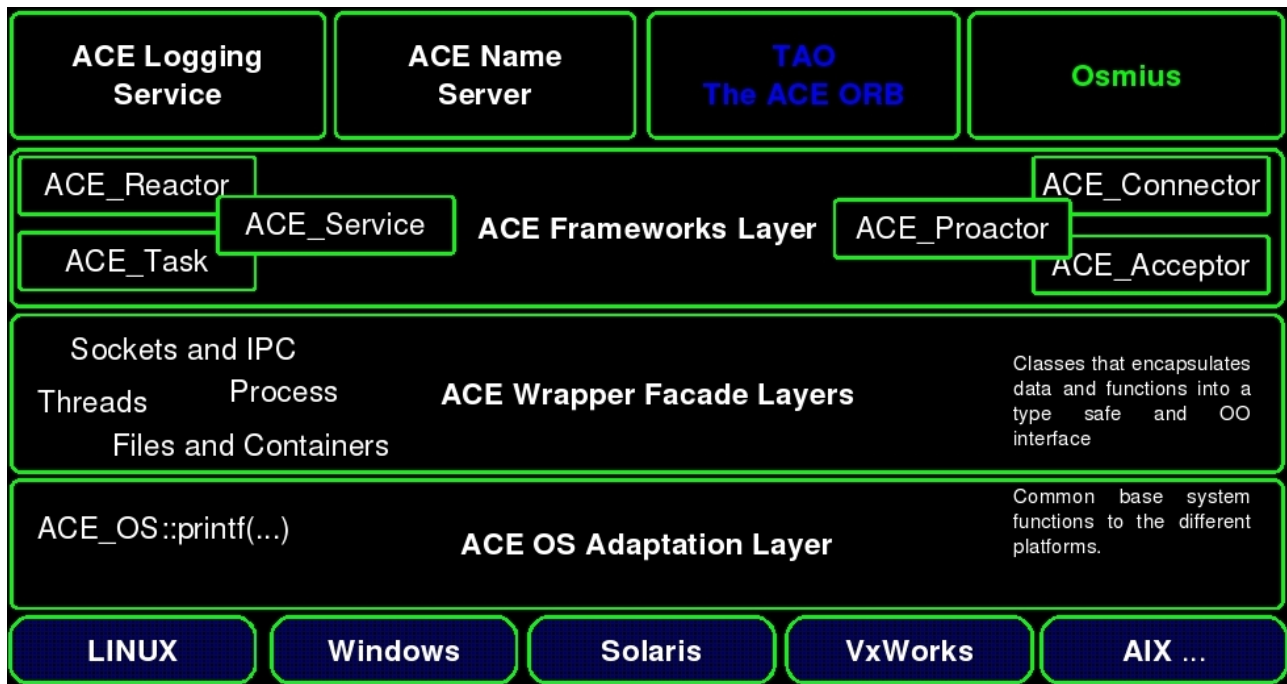 ACE Logging
Service
ACE Name
Server
TAO
The ACE ORB
Osmius
ACE_Reactor
ACE_Service
ACE_Task
ACE Frameworks Layer
ACE_Connector
ACE_Proactor
ACE_Acceptor
Sockets and IPC
Threads
Process
Files and Containers
ACE Wrapper Facade Layers
Classes that encapsulates
data and functions into a
type safe and OO
interface
ACE_OS::printf(...)
ACE OS Adaptation Layer
Common base system
functions to the different
platforms.
LINUX
Windows
Solaris
VxWorks
AIX ...